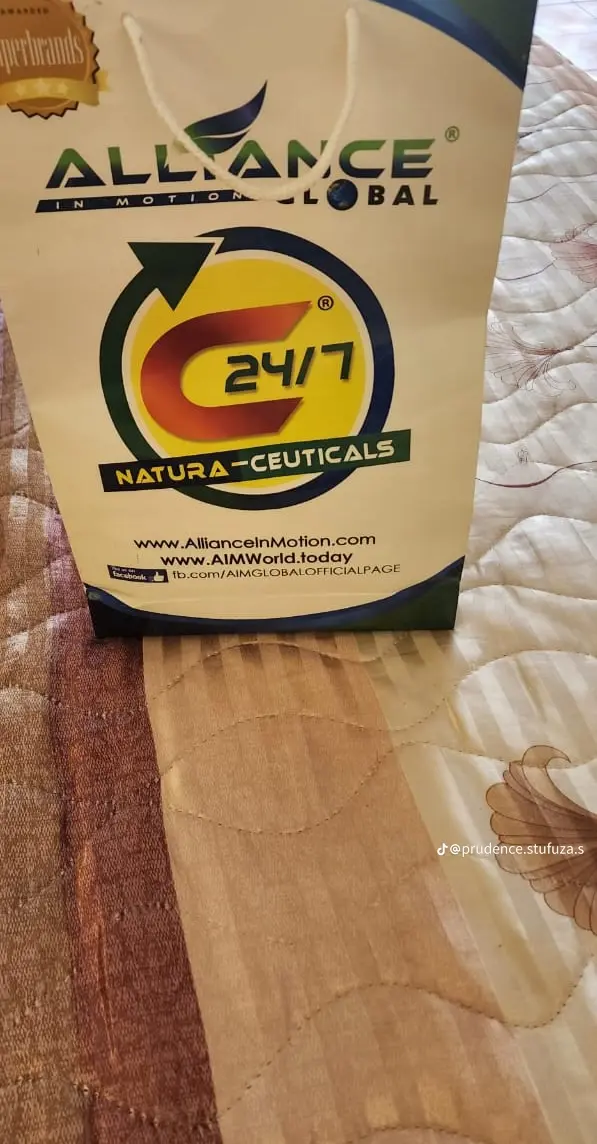 ALLIANCE®
IN MOTION GLOBAL
®
C 24/7
NATURA-CEUTICALS
www.AllianceInMotion.com
www.AIMWorld.today
facebook fb.com/AIMGLOBALOFFICIALPAGE
@prudence.stufuza.s